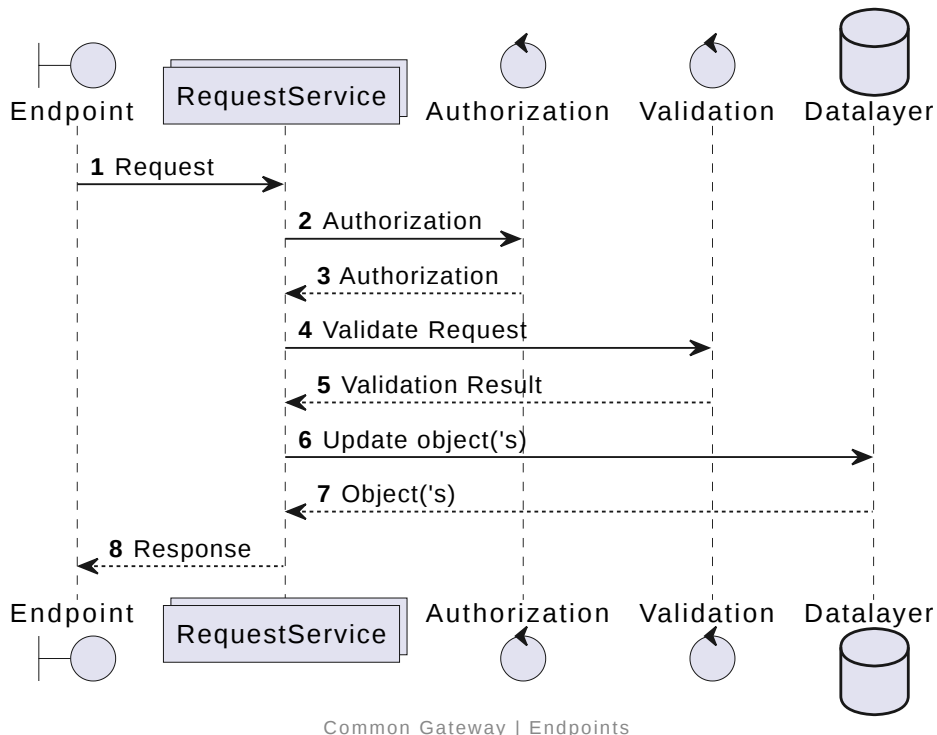 Endpoint RequestService Authorization Validation Datalayer
1 Request
2 Authorization
3 Authorization
4 Validate Request
5 Validation Result
6 Update object('s)
7 Object('s)
8 Response
Endpoint RequestService Authorization Validation Datalayer
Common Gateway | Endpoints